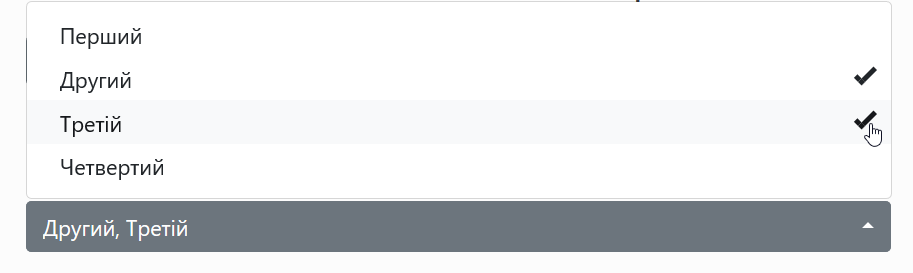 Перший
Другий
Третій
Четвертий
Другий, Третій